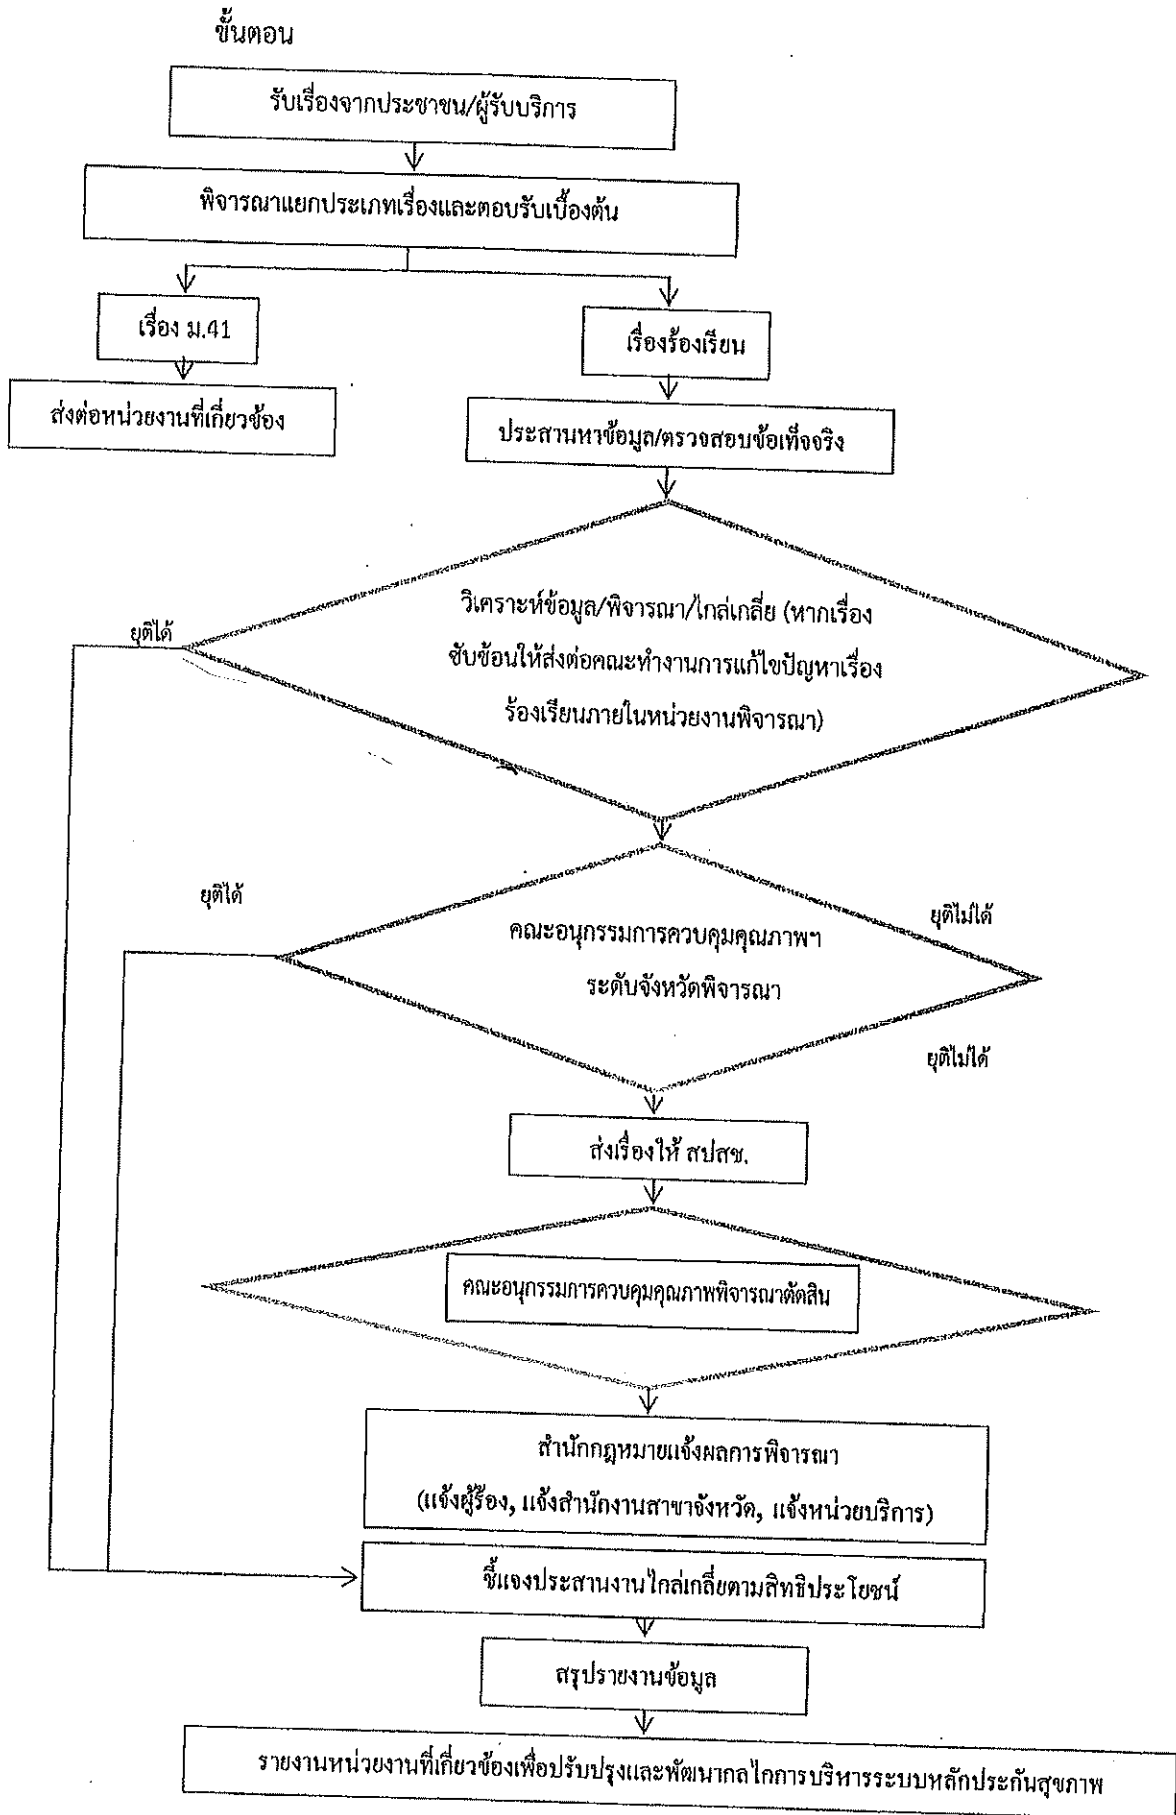 ขั้นตอน
รับเรื่องจากประชาชน/ผู้รับบริการ
พิจารณาแยกประเภทเรื่องและตอบรับเบื้องต้น
เรื่อง ม.41
เรื่องร้องเรียน
ส่งต่อหน่วยงานที่เกี่ยวข้อง
ประสานหาข้อมูล/ตรวจสอบข้อเท็จจริง
วิเคราะห์ข้อมูล/พิจารณา/ไกล่เกลี่ย (หากเรื่อง
ยุติได้
ซับซ้อนให้ส่งต่อคณะทำงานการแก้ไขปัญหาเรื่อง
ร้องเรียนภายในหน่วยงานพิจารณา)
ยุติได้
ยุติไม่ได้
คณะอนุกรรมการควบคุมคุณภาพฯ
ระดับจังหวัดพิจารณา
ยุติไม่ได้
ส่งเรื่องให้ สปสช.
คณะอนุกรรมการควบคุมคุณภาพพิจารณาตัดสิน
สำนักกฎหมายแจ้งผลการพิจารณา
(แจ้งผู้ร้อง, แจ้งสำนักงานสาขาจังหวัด, แจ้งหน่วยบริการ)
ชี้แจงประสานงานไกล่เกลี่ยตามสิทธิประโยชน์
สรุปรายงานข้อมูล
รายงานหน่วยงานที่เกี่ยวข้องเพื่อปรับปรุงและพัฒนากลไกการบริหารระบบหลักประกันสุขภาพ